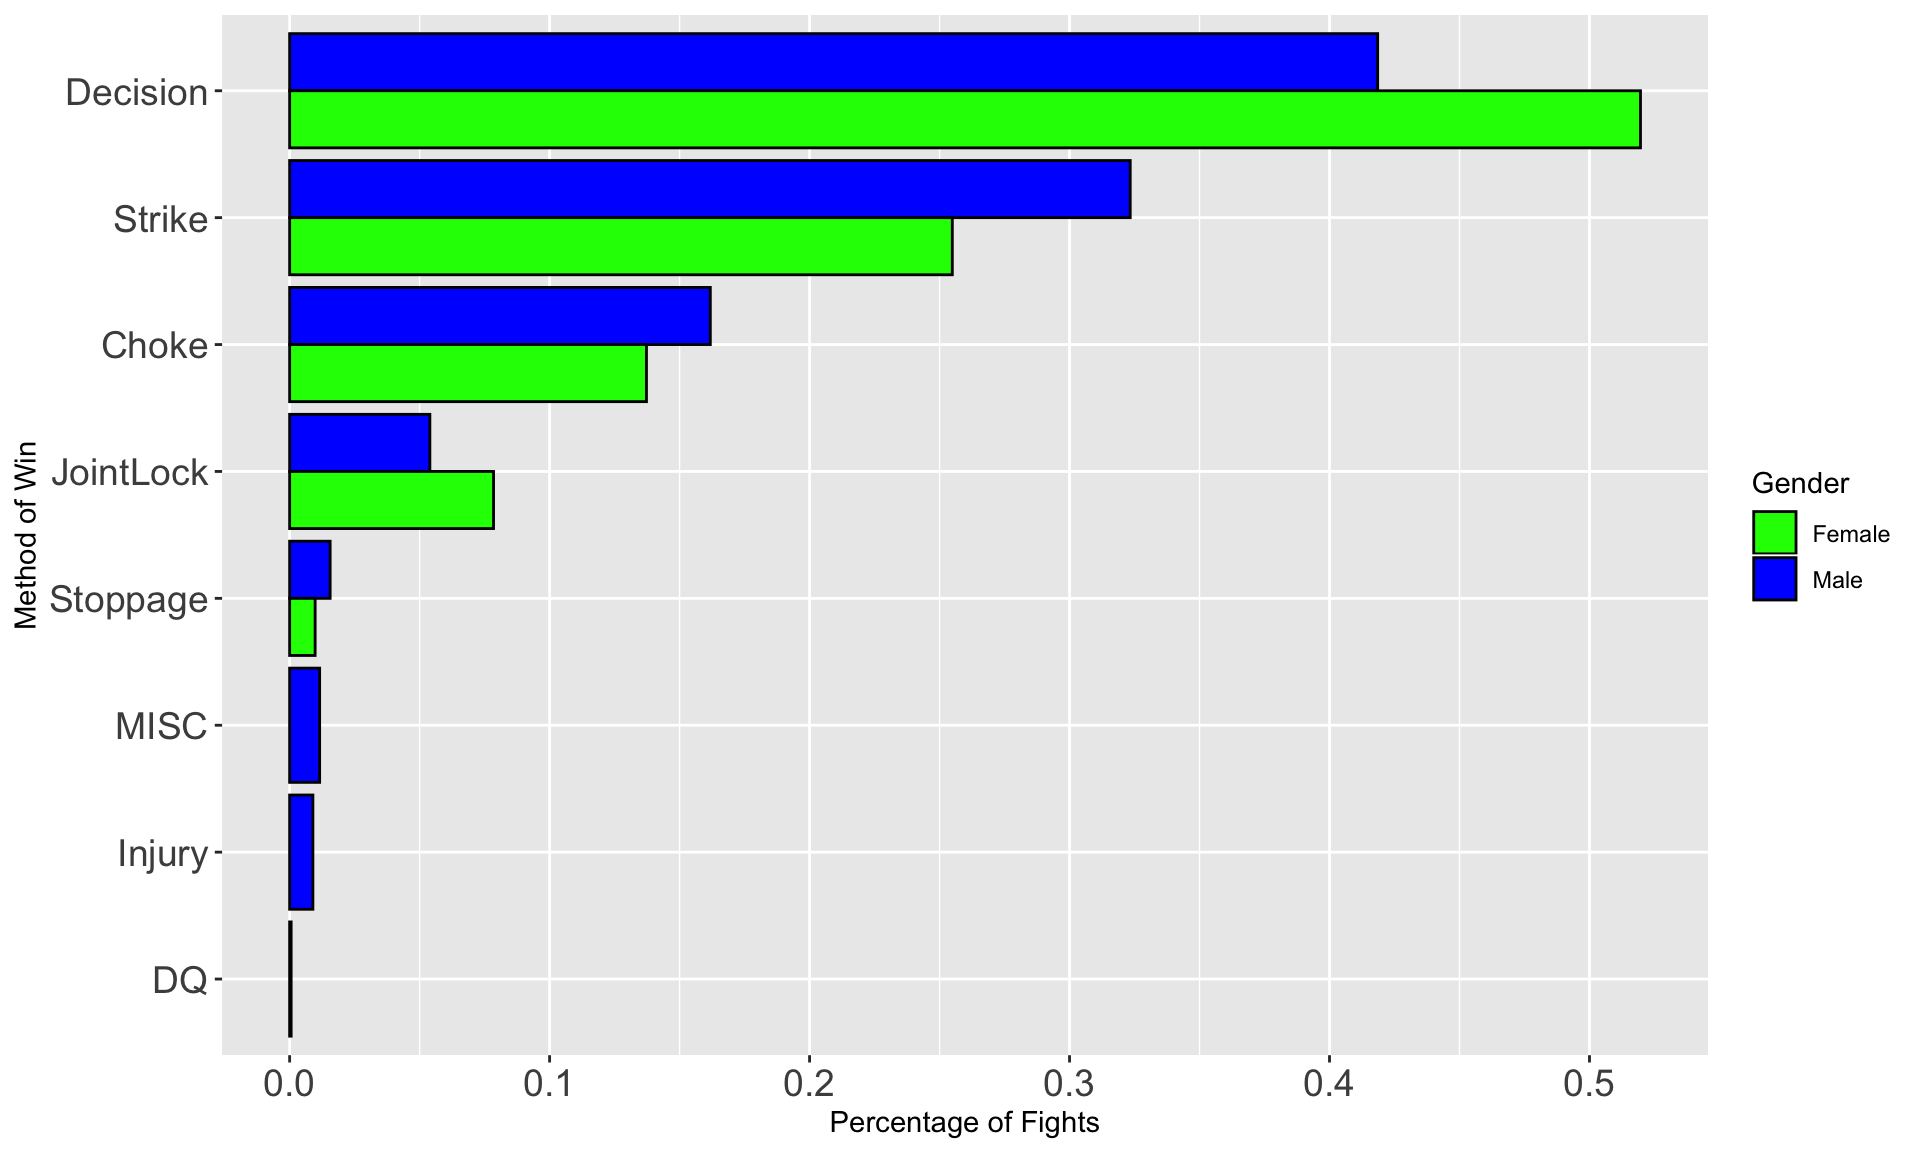 Decision
Strike
Choke
JointLock
Stoppage
MISC
Injury
DQ
Method of Win
0.0 0.1 0.2 0.3 0.4 0.5
Percentage of Fights
Gender
Female
Male